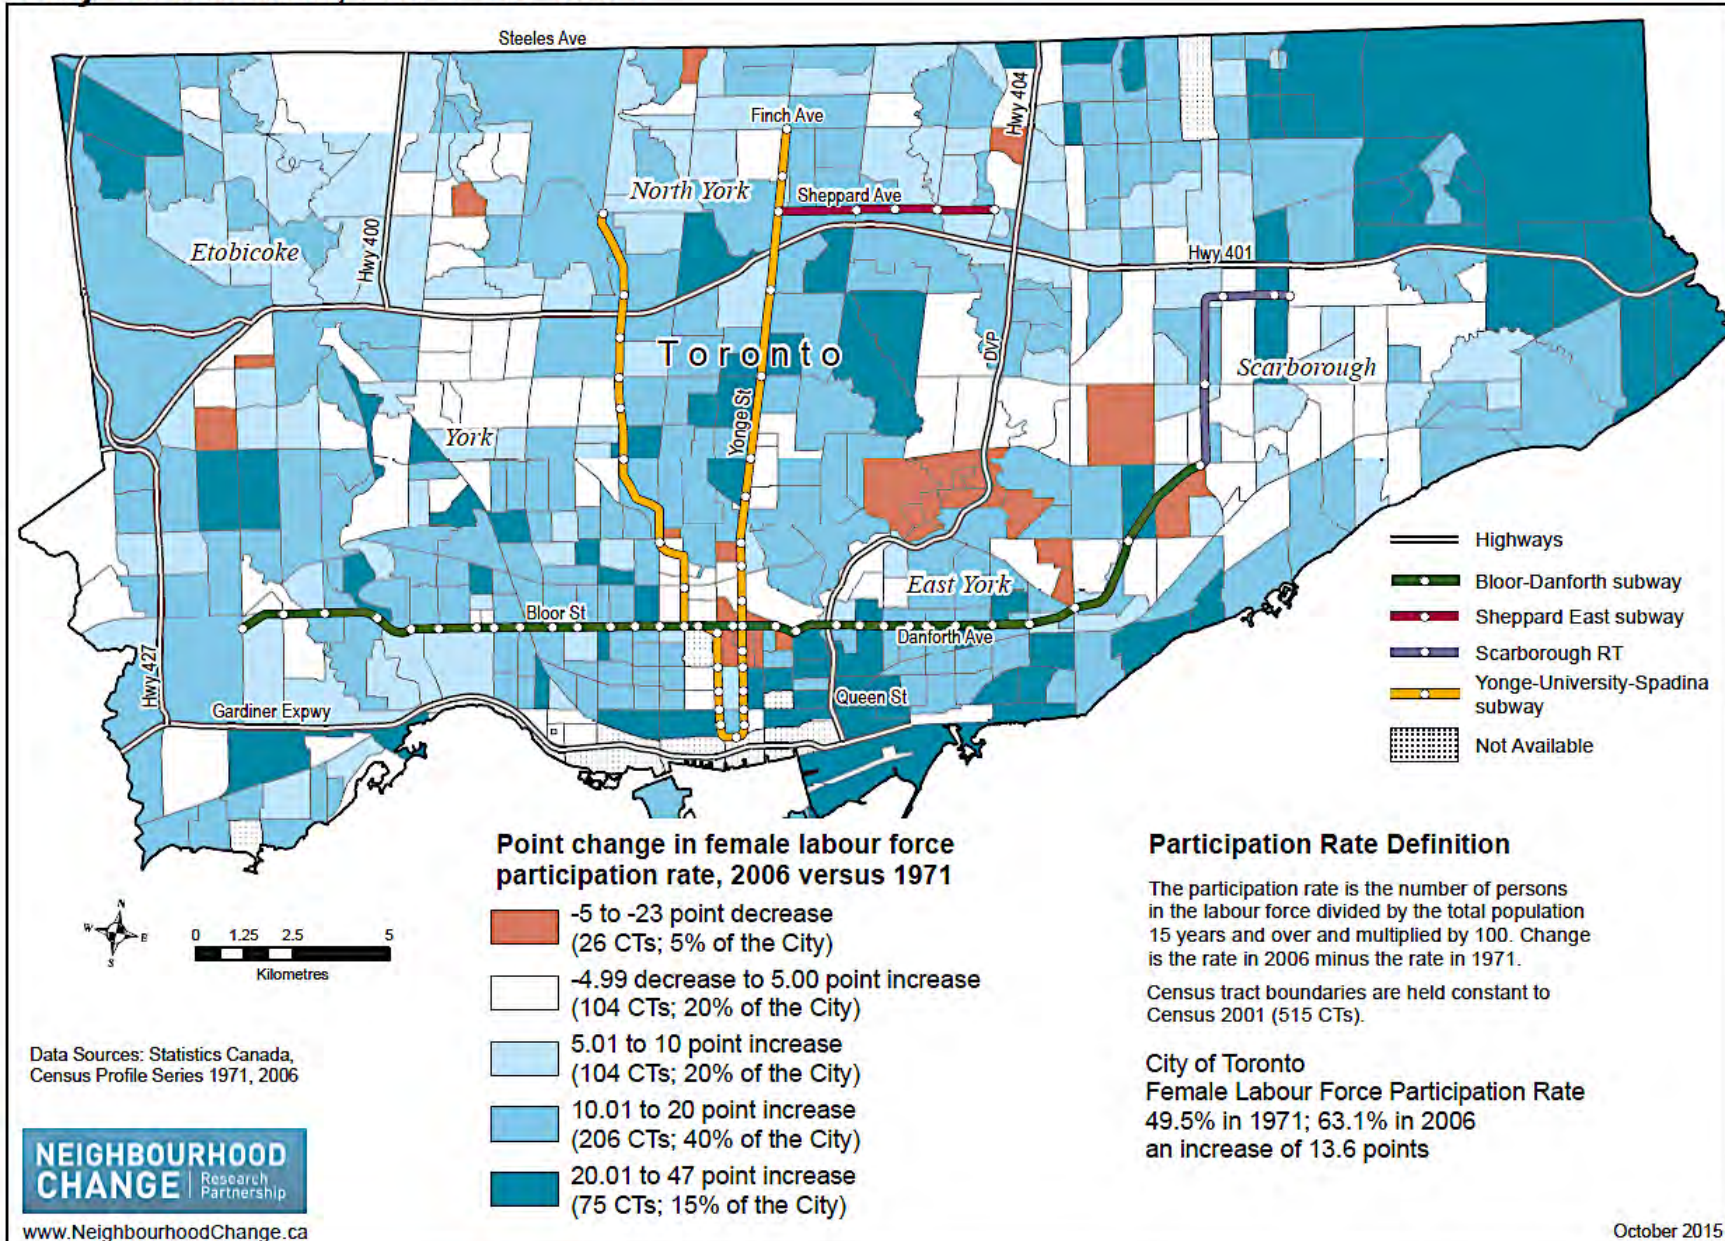 Steeles Ave
Hwy 404
Finch Ave
North York
Sheppard Ave
Etobicoke
Hwy 400
Hwy 401
Toronto
DVP
Scarborough
Yonge St
York
East York
Bloor St
Danforth Ave
Hwy 427
Gardiner Expwy
Queen St
Highways
Bloor-Danforth subway
Sheppard East subway
Scarborough RT
Yonge-University-Spadina
subway
Not Available
N
W E
S
0 1.25 2.5 5
Kilometres
Point change in female labour force
participation rate, 2006 versus 1971
-5 to -23 point decrease
(26 CTs; 5% of the City)
-4.99 decrease to 5.00 point increase
(104 CTs; 20% of the City)
5.01 to 10 point increase
(104 CTs; 20% of the City)
10.01 to 20 point increase
(206 CTs; 40% of the City)
20.01 to 47 point increase
(75 CTs; 15% of the City)
Participation Rate Definition
The participation rate is the number of persons
in the labour force divided by the total population
15 years and over and multiplied by 100. Change
is the rate in 2006 minus the rate in 1971.
Census tract boundaries are held constant to
Census 2001 (515 CTs).
City of Toronto
Female Labour Force Participation Rate
49.5% in 1971; 63.1% in 2006
an increase of 13.6 points
Data Sources: Statistics Canada,
Census Profile Series 1971, 2006
NEIGHBOURHOOD
CHANGE Research
Partnership
www.NeighbourhoodChange.ca
October 2015